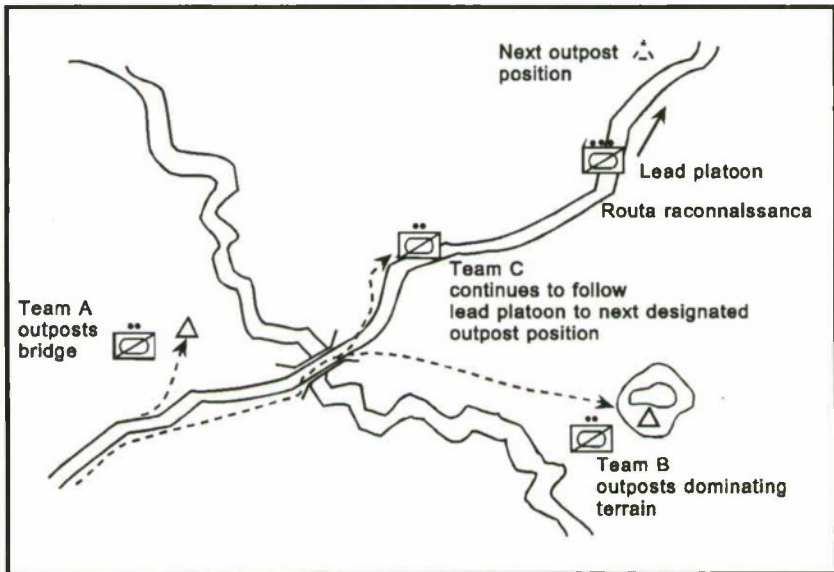 Next outpost
position
Lead platoon
Routa raconnalssanca
Team C
continues to follow
lead platoon to next designated
outpost position
Team A
outposts
bridge
Team B
outposts dominating
terrain